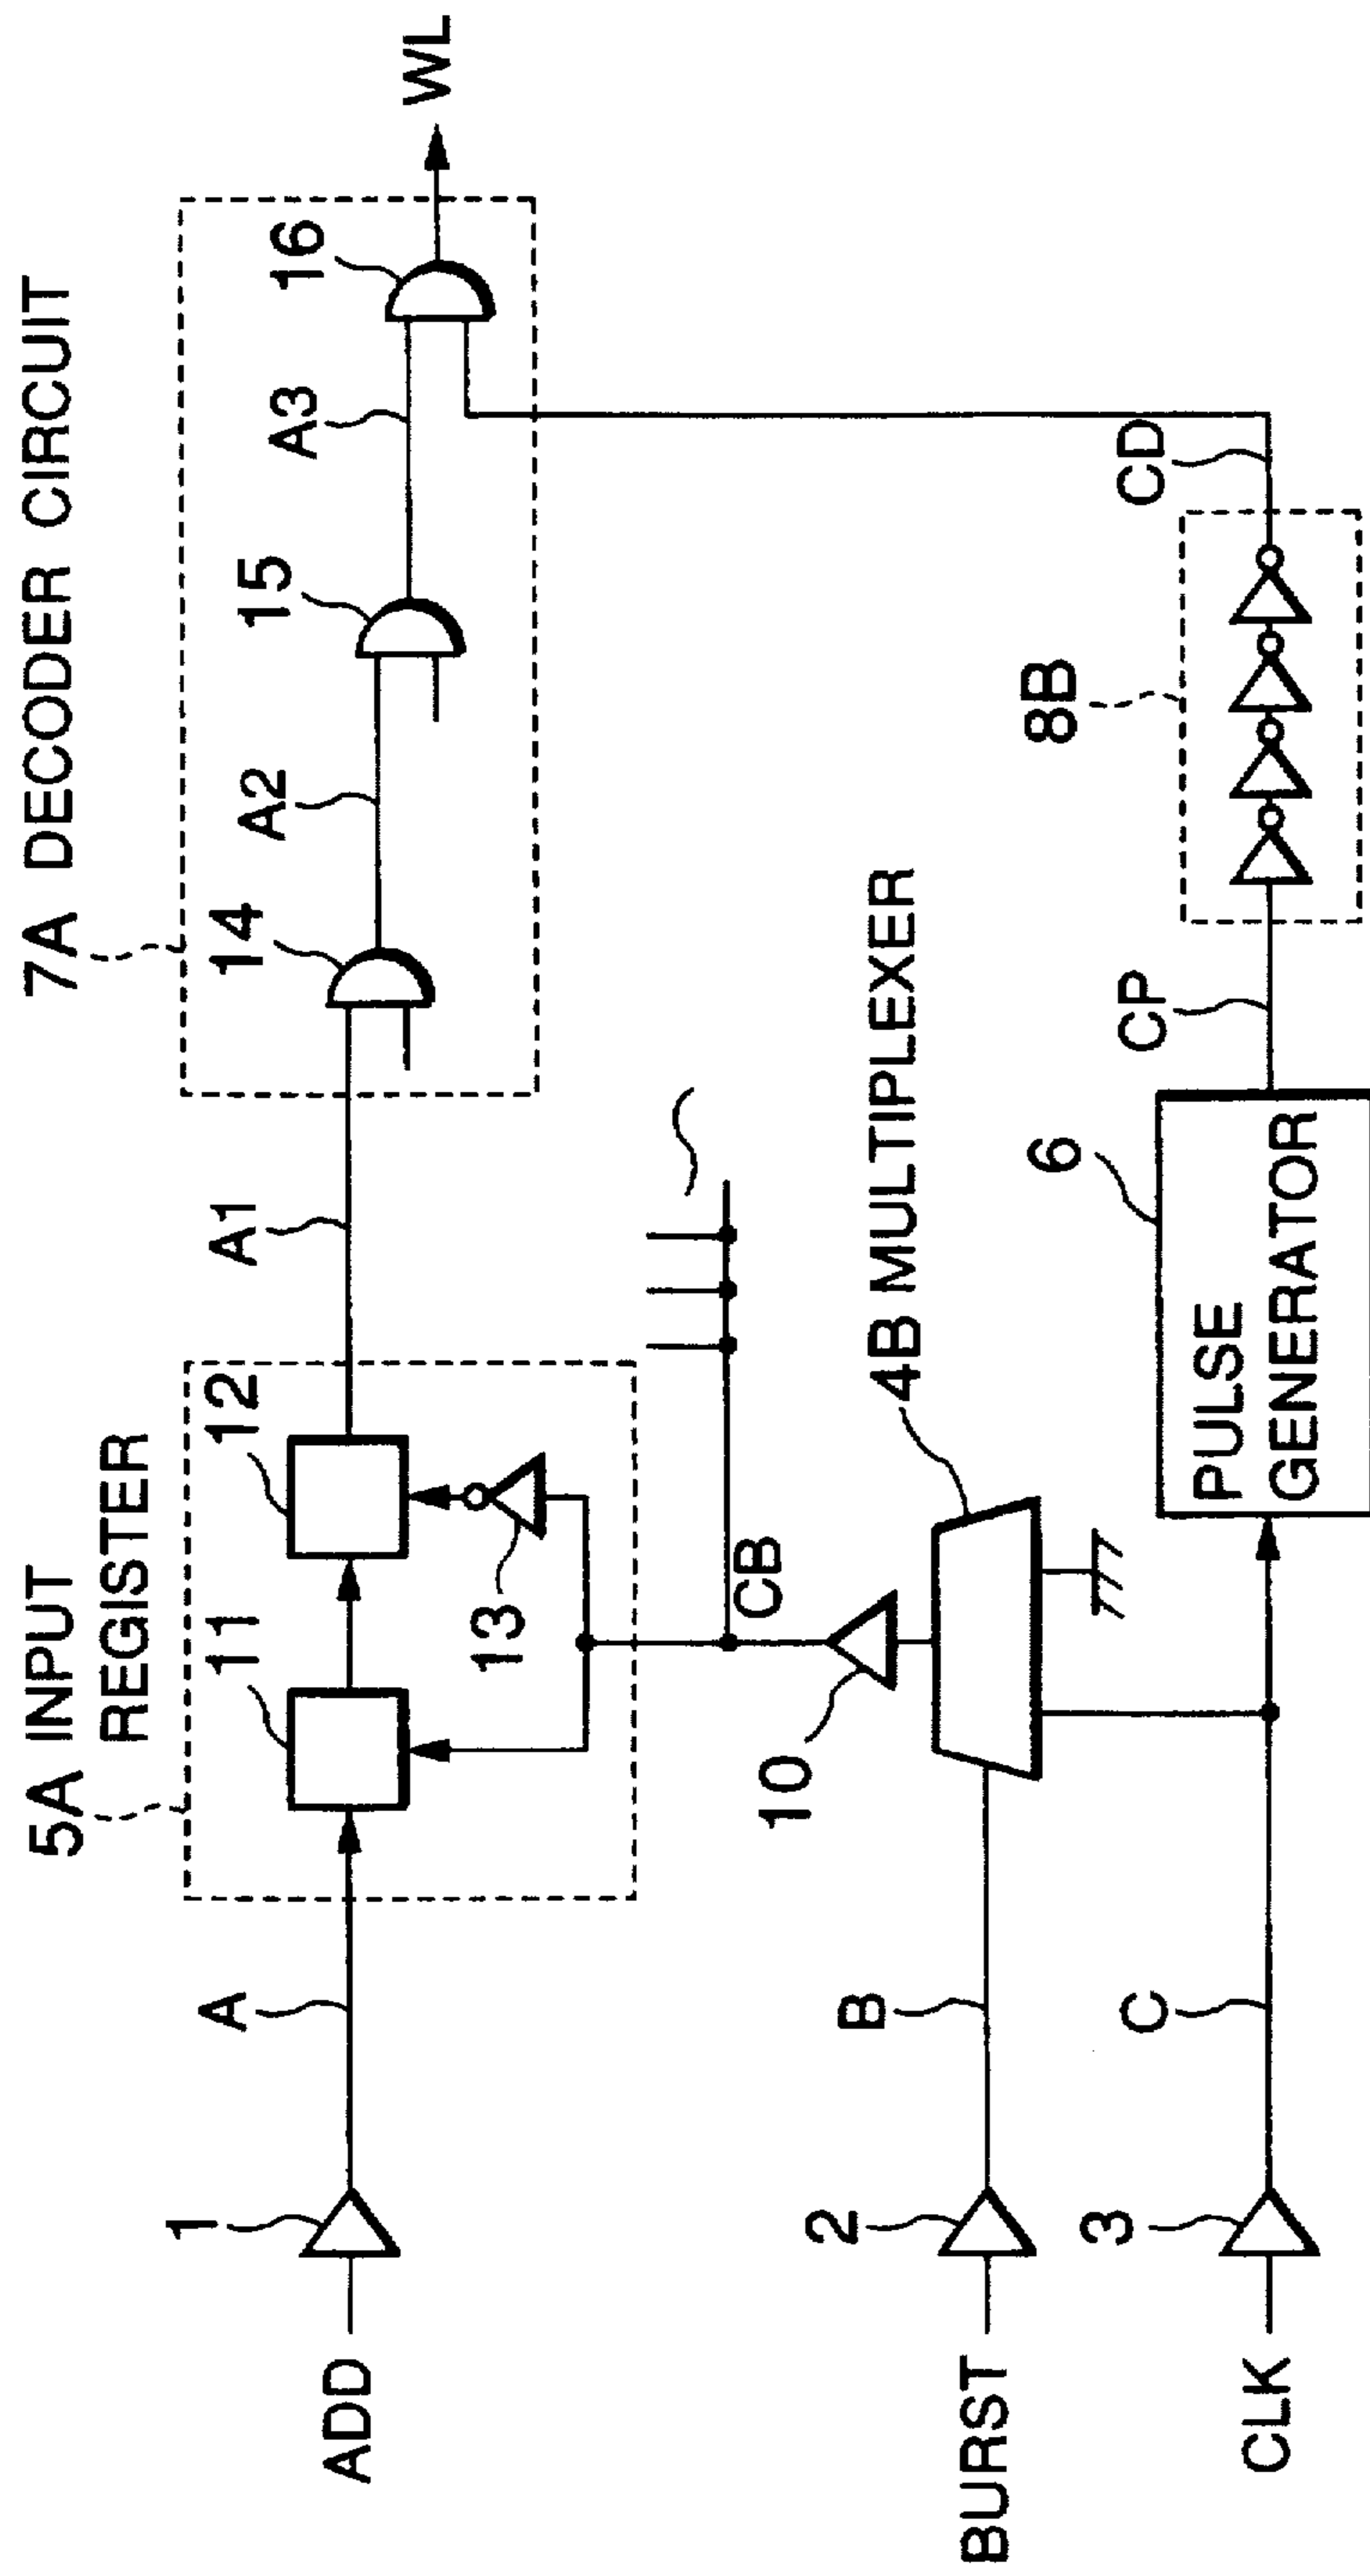 7A DECODER CIRCUIT
5A INPUT
REGISTER
11
12
13
14
15
16
A
A1
A2
A3
WL
1
ADD
CB
10
4B MULTIPLEXER
8B
2
B
BURST
6
PULSE
GENERATOR
CP
CD
3
C
CLK